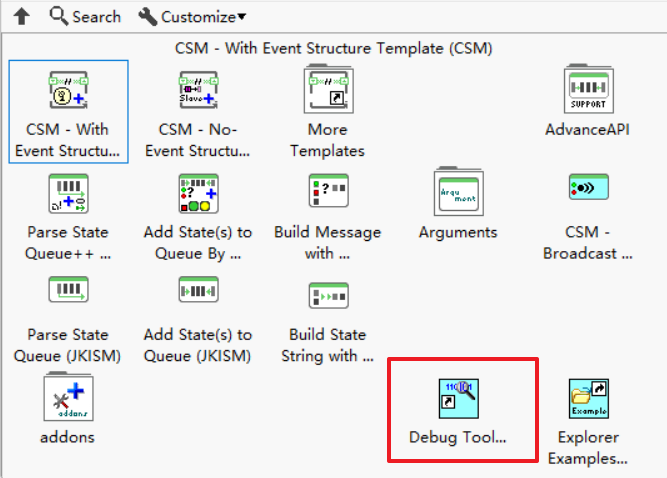 Search
Customize
CSM - With Event Structure Template (CSM)
CSM - With
Event Structu...
CSM - No-
Event Structu...
More
Templates
SUPPORT
AdvanceAPI
Slave
Parse State
Queue++ ...
Add State(s) to
Queue By ...
Build Message
with ...
Argu
ment
Arguments
CSM -
Broadcast ...
Parse State
Queue (JKISM)
Add State(s) to
Queue (JKISM)
Build State
String with ...
addons
addons
Debug Tool...
Example
Explorer
Examples...